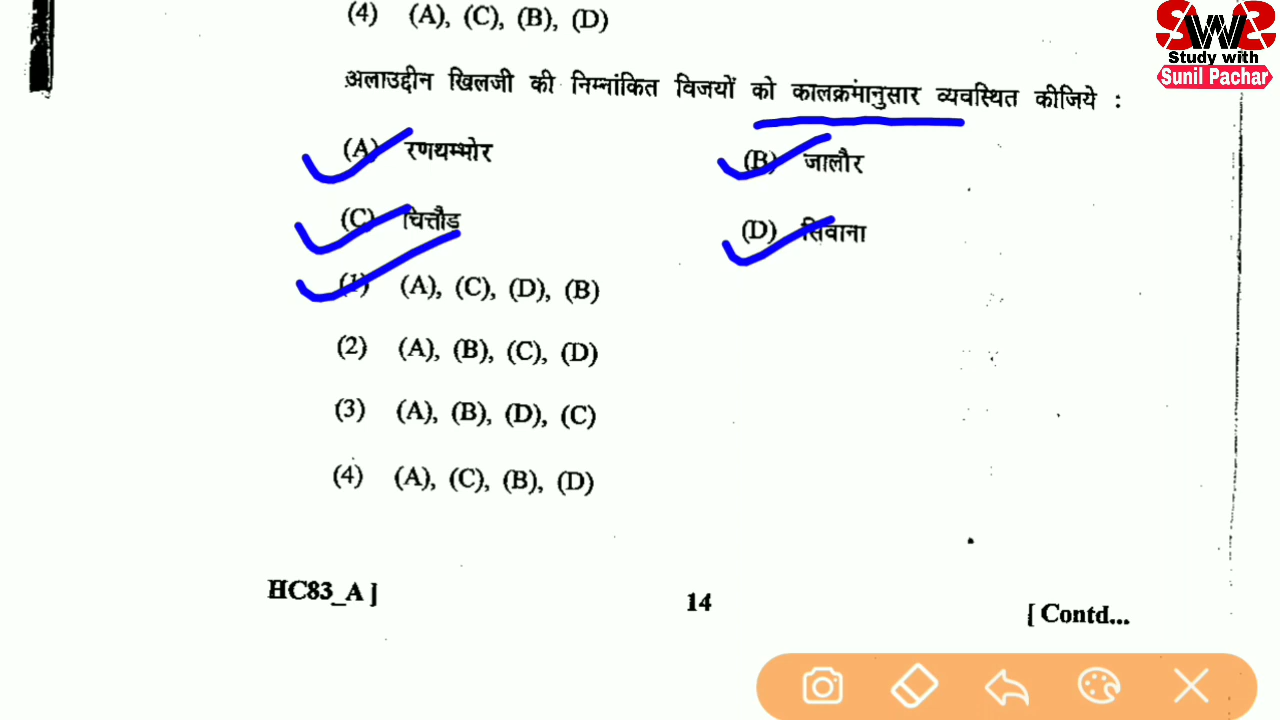 (4) (A), (C), (B), (D)
SWS
Study with
Sunil Pachar
अलाउद्दीन खिलजी की निम्नांकित विजयों को कालक्रमांनुसार व्यवस्थित कीजिये :
(A) रणथम्भोर (B) जालौर
(C) चित्तौड (D) सिवाना
(1) (A), (C), (D), (B)
(2) (A), (B), (C), (D)
(3) (A), (B), (D), (C)
(4) (A), (C), (B), (D)
HC83_A ] 14 [ Contd...